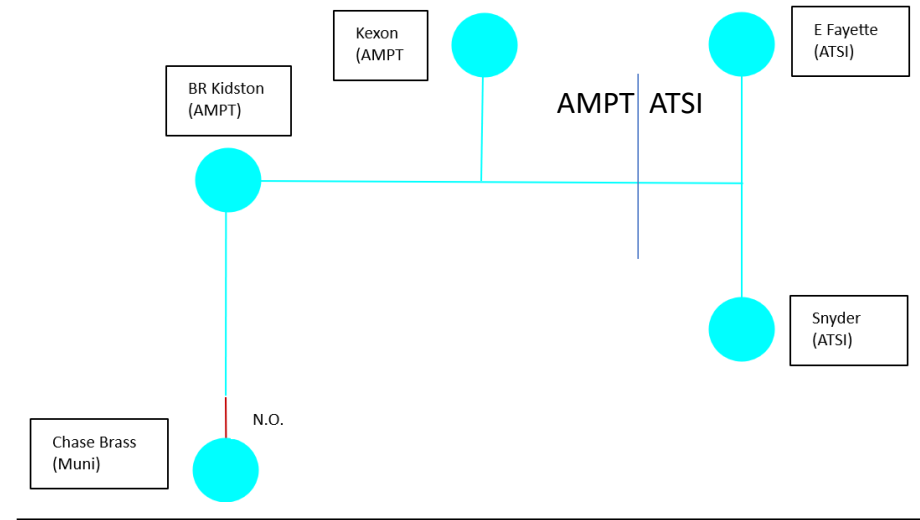 Kexon
(AMPT
E Fayette
(ATSI)
BR Kidston
(AMPT)
AMPT ATSI
Snyder
(ATSI)
N.O.
Chase Brass
(Muni)